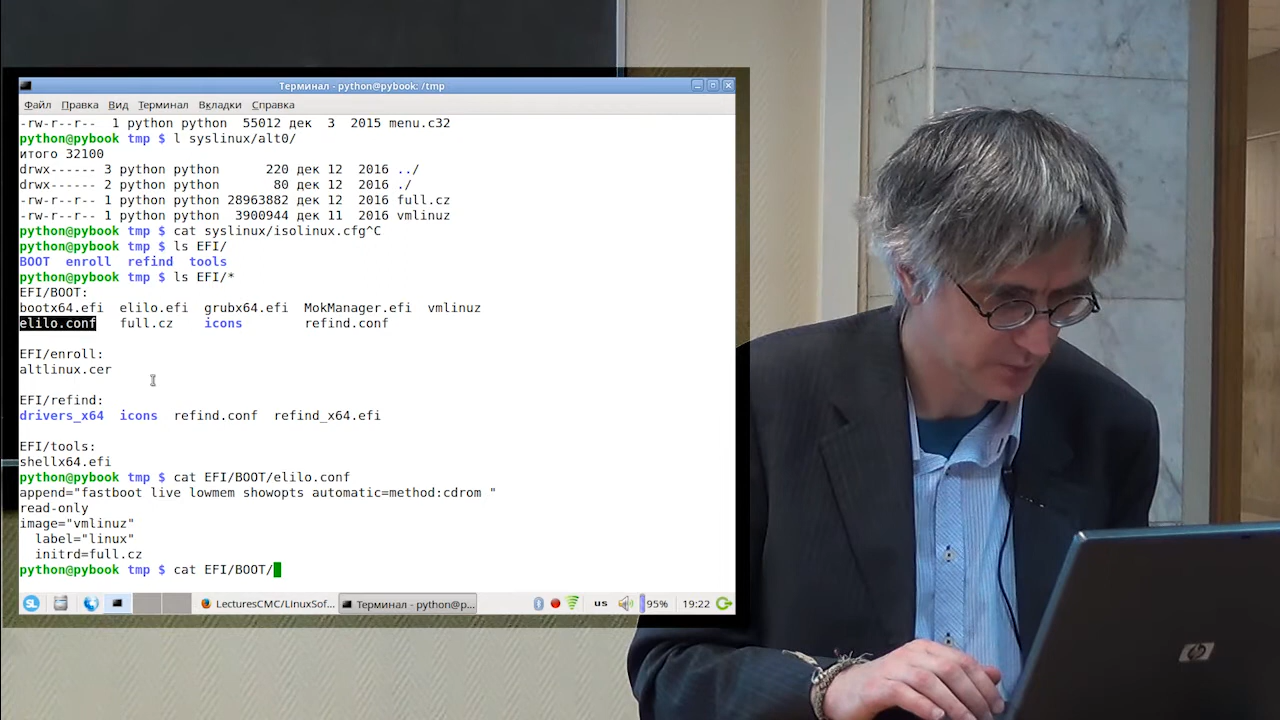 Терминал - python@pybook: /tmp
Файл Правка Вид Терминал Вкладки Справка
-rw-r--r-- 1 python python 55012 дек 3 2015 menu.c32
python@pybook tmp $ l syslinux/alt0/
итого 32100
drwx------ 3 python python 220 дек 12 2016 ../
drwx------ 2 python python 80 дек 12 2016 ./
-rw-r--r-- 1 python python 28963882 дек 12 2016 full.cz
-rw-r--r-- 1 python python 3900944 дек 11 2016 vmlinuz
python@pybook tmp $ cat syslinux/isolinux.cfg^C
python@pybook tmp $ ls EFI/
BOOT enroll refind tools
python@pybook tmp $ ls EFI/*
EFI/BOOT:
bootx64.efi elilo.efi grubx64.efi MokManager.efi vmlinuz
elilo.conf full.cz icons refind.conf
EFI/enroll:
altlinux.cer
EFI/refind:
drivers_x64 icons refind.conf refind_x64.efi
EFI/tools:
shellx64.efi
python@pybook tmp $ cat EFI/BOOT/elilo.conf
append="fastboot live lowmem showopts automatic=method:cdrom "
read-only
image="vmlinuz"
label="linux"
initrd=full.cz
python@pybook tmp $ cat EFI/BOOT/
LecturesCMC/LinuxSof... Терминал - python@p... us 95% 19:22
hp